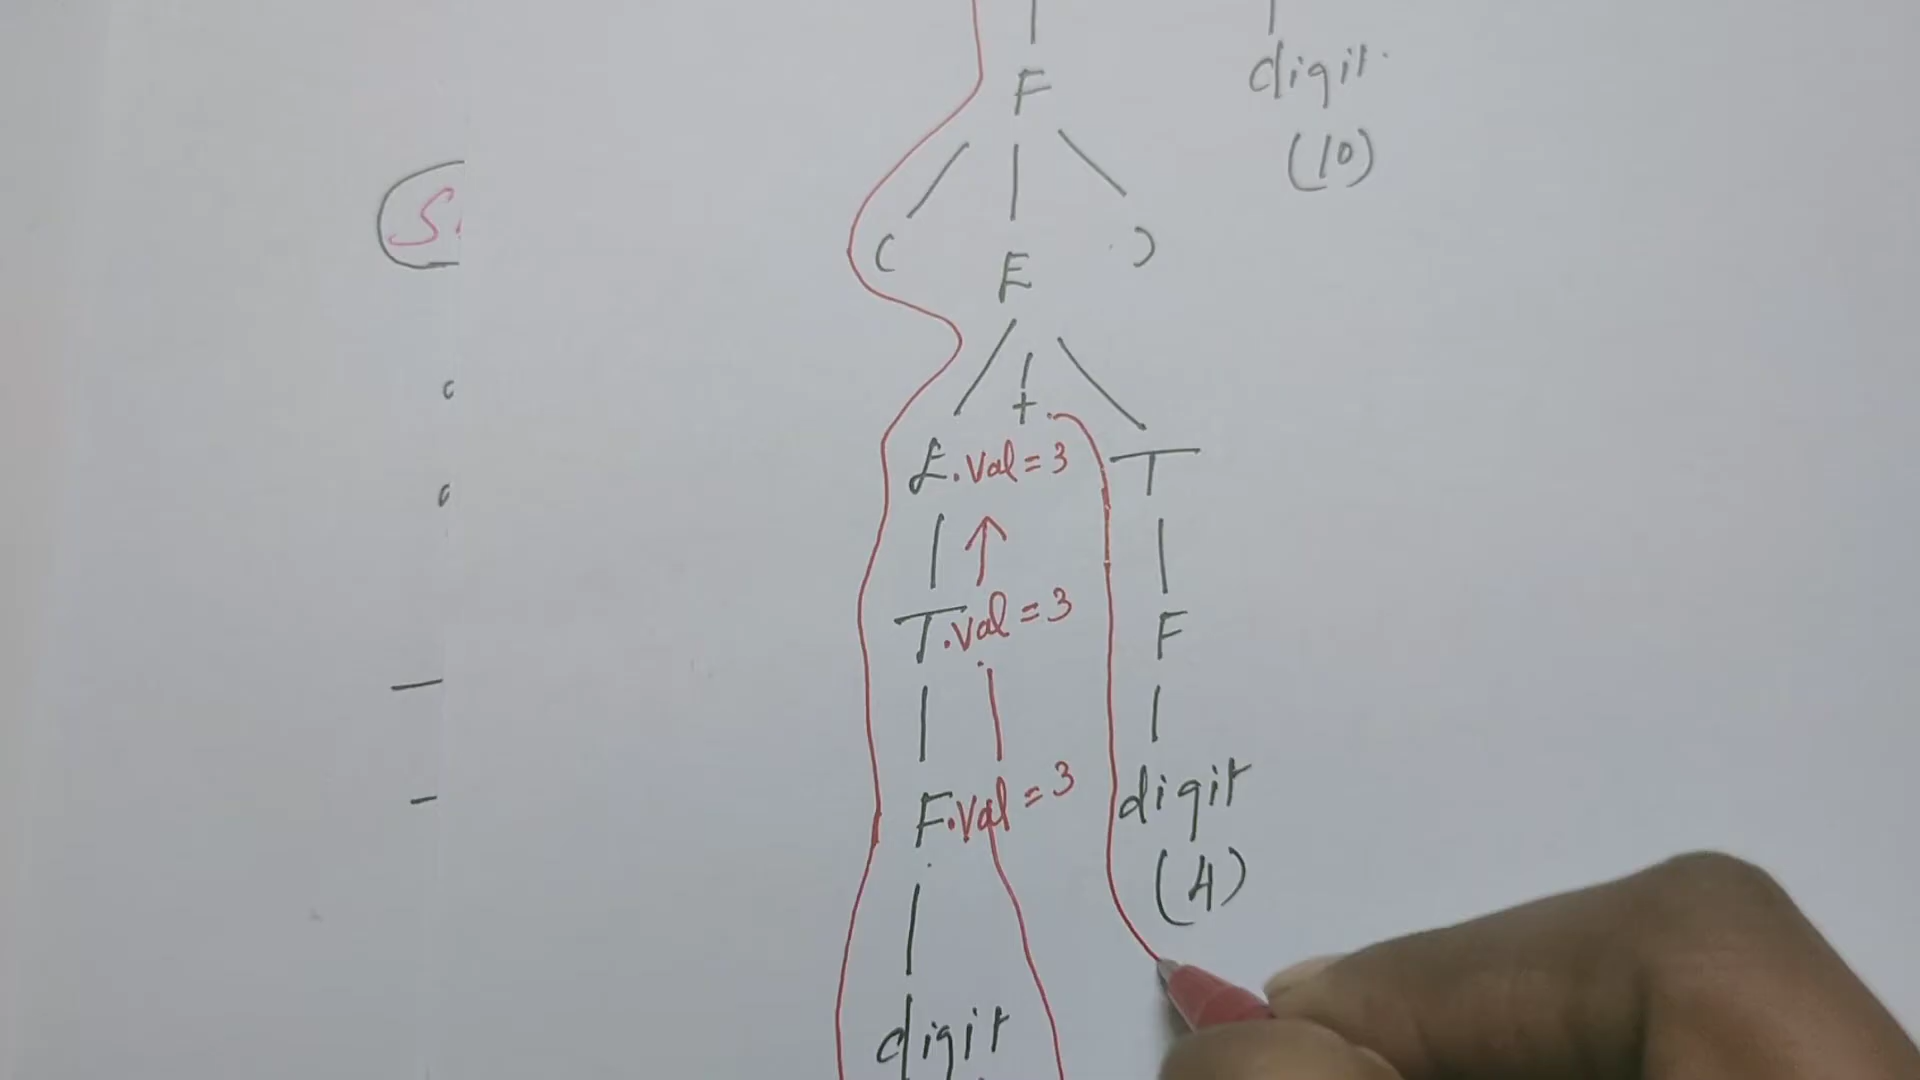 F
digit
(10)
( E )
S
+
E.val = 3
T
T.val = 3
F
F.val = 3
digit
(4)
digit